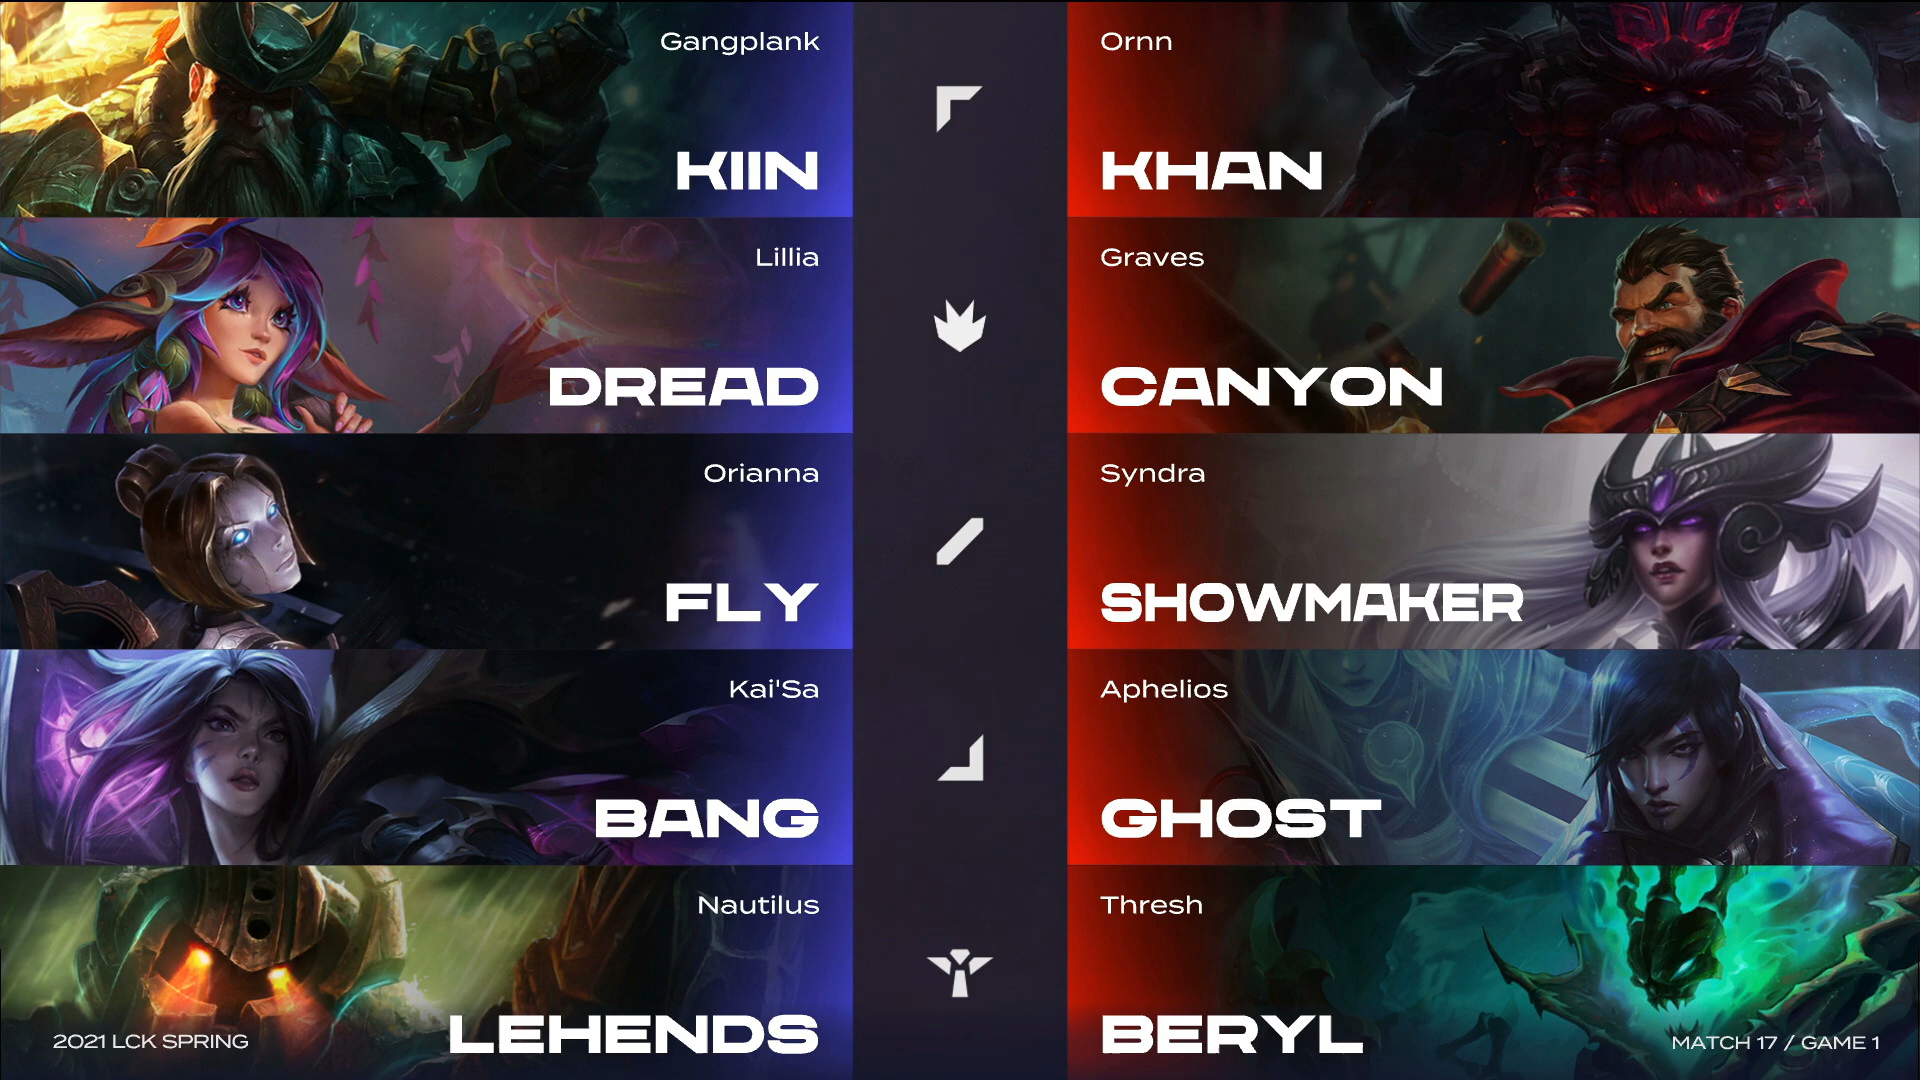 Gangplank
KIIN
Ornn
KHAN
Lillia
DREAD
Graves
CANYON
Orianna
FLY
Syndra
SHOWMAKER
Kai'Sa
BANG
Aphelios
GHOST
Nautilus
LEHENDS
Thresh
BERYL
2021 LCK SPRING
MATCH 17 / GAME 1